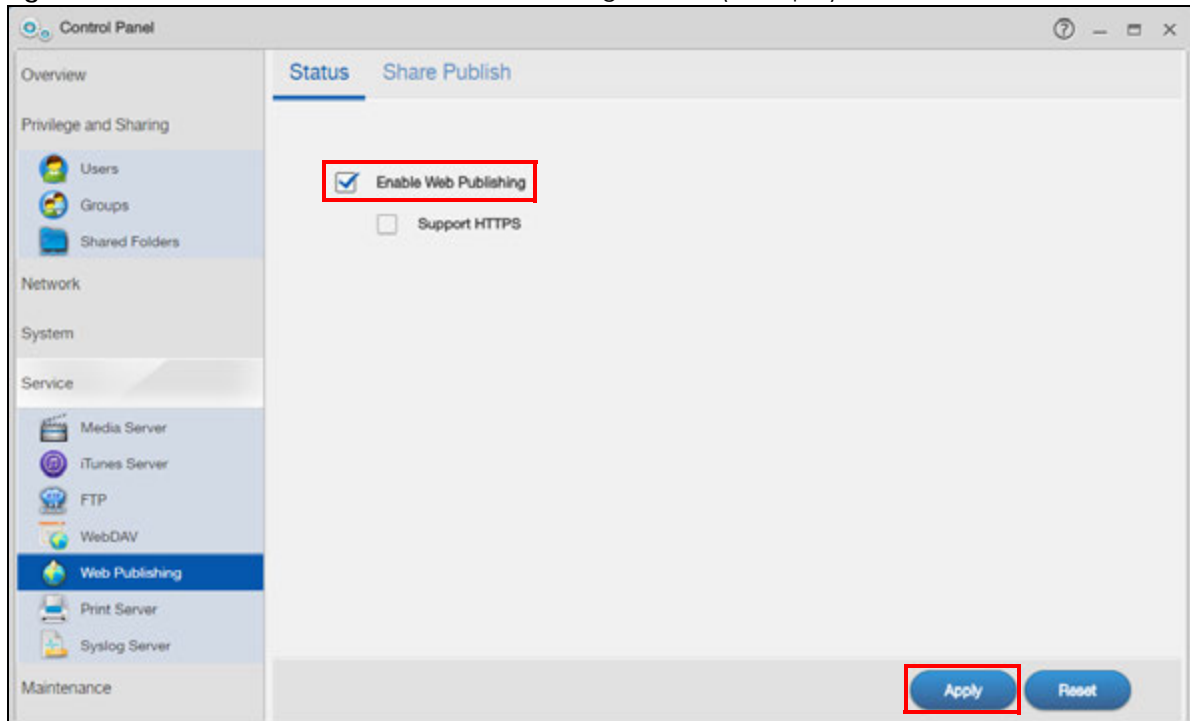 Control Panel
Overview
Privilege and Sharing
Users
Groups
Shared Folders
Network
System
Service
Media Server
iTunes Server
FTP
WebDAV
Web Publishing
Print Server
Syslog Server
Maintenance
Status Share Publish
Enable Web Publishing
Support HTTPS
Apply Reset